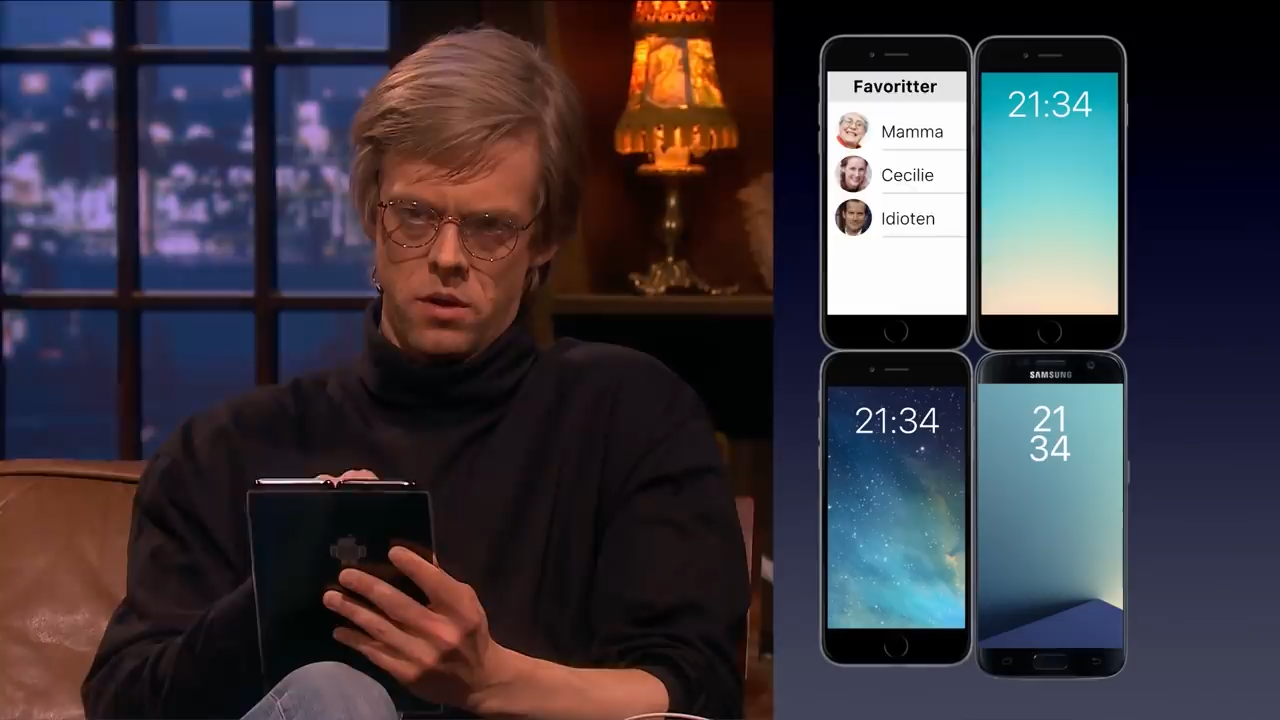 Favoritter
Mamma
Cecilie
Idioten
21:34
21:34
SAMSUNG
21
34